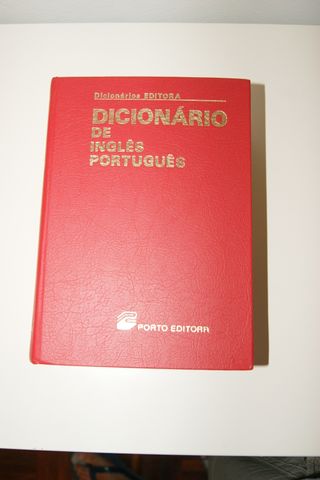 Dicionários EDITORA
DICIONÁRIO
DE
INGLÊS
PORTUGUÊS
PORTO EDITORA